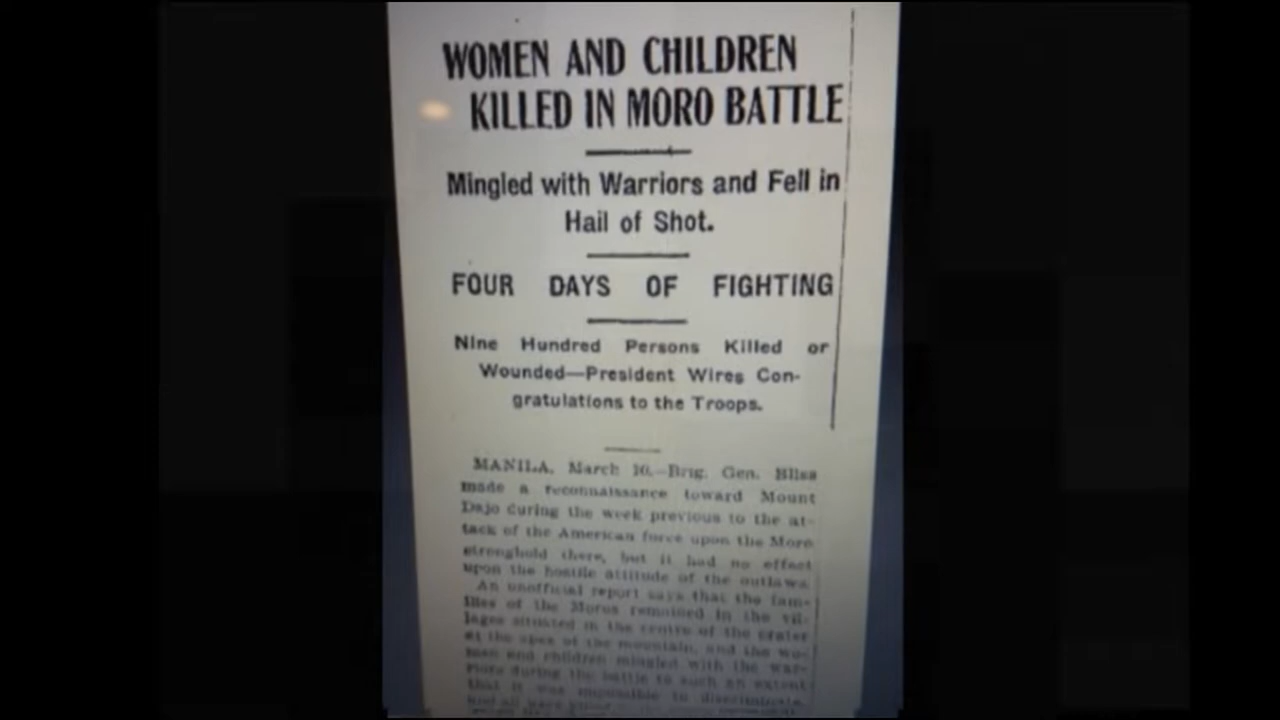 WOMEN AND CHILDREN
KILLED IN MORO BATTLE
Mingled with Warriors and Fell in
Hail of Shot.
FOUR DAYS OF FIGHTING
Nine Hundred Persons Killed or
Wounded—President Wires Con-
gratulations to the Troops.
MANILA, March 10.—Brig. Gen. Bliss
made a reconnaissance toward Mount
Dajo during the week previous to the at-
tack of the American force upon the Moro
stronghold there, but it had no effect
upon the hostile attitude of the outlaws.
An unofficial report says that the fam-
ilies of the Moros remained in the vil-
lages situated in the centre of the crater
at the apex of the mountain, and the wo-
men and children mingled with the war-
riors during the battle to such an extent
that it was impossible to discriminate,
and all were